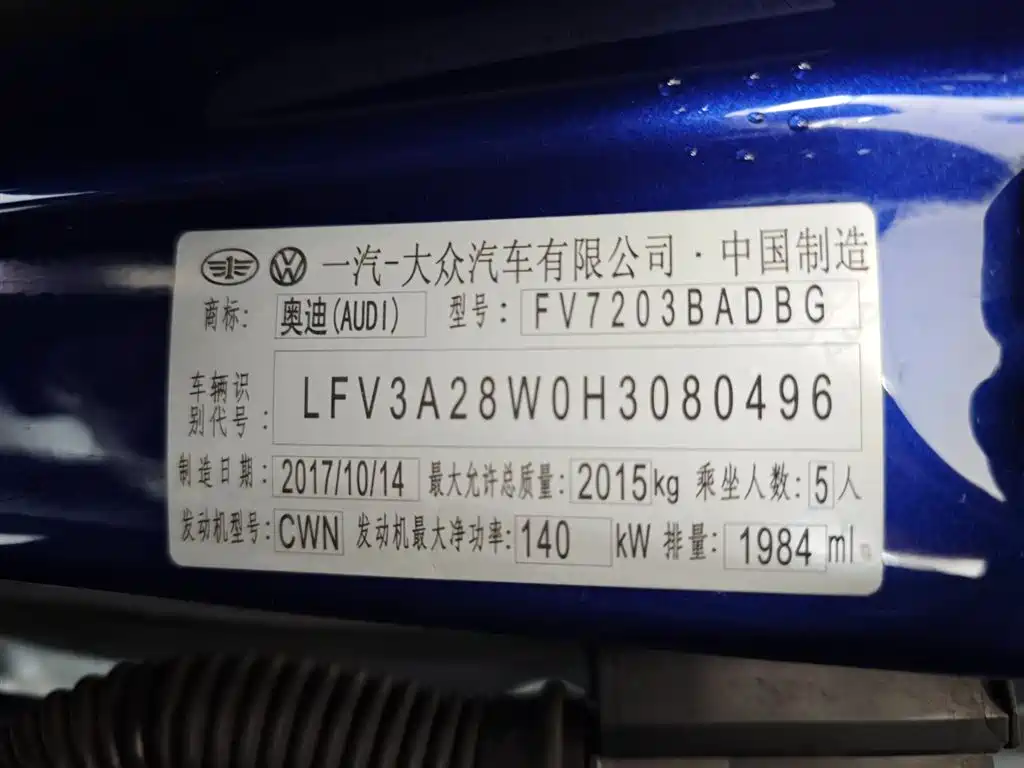 一汽-大众汽车有限公司·中国制造
商标: 奥迪(AUDI) 型号: FV7203BADBG
车辆识别代号: LFV3A28W0H3080496
制造日期: 2017/10/14 最大允许总质量: 2015kg 乘坐人数: 5人
发动机型号: CWN 发动机最大净功率: 140 kW 排量: 1984 ml